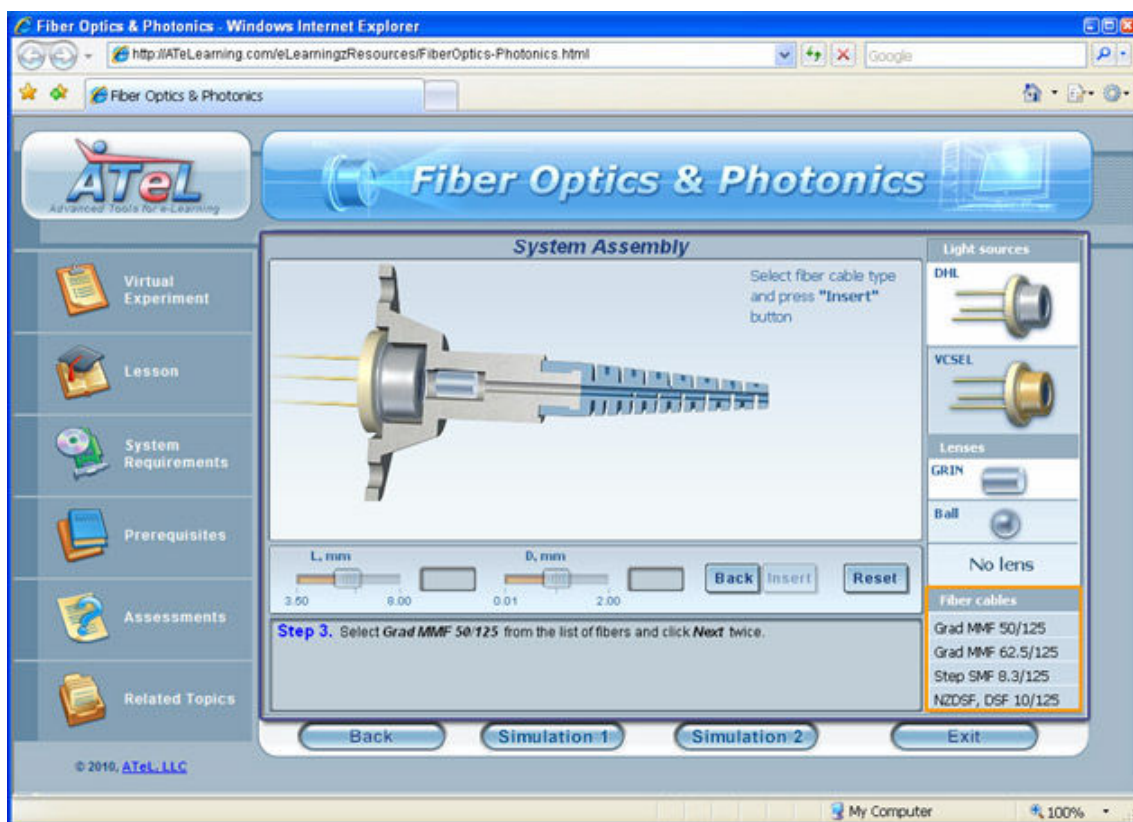 Fiber Optics & Photonics - Windows Internet Explorer
http://ATeLearning.com/eLearningzResources/FiberOptics-Photonics.html
Google
Fiber Optics & Photonics
ATeL
Advanced Tools for e-Learning
Fiber Optics & Photonics
Virtual
Experiment
Lesson
System
Requirements
Prerequisites
Assessments
Related Topics
© 2010, ATeL, LLC
System Assembly
Select fiber cable type
and press "Insert"
button
L, mm
3.50 8.00
D, mm
0.01 2.00
Back Insert Reset
Step 3. Select Grad MMF 50/125 from the list of fibers and click Next twice.
Light sources
DHL
VCSEL
Lenses
GRIN
Ball
No lens
Fiber cables
Grad MMF 50/125
Grad MMF 62.5/125
Step SMF 8.3/125
NZDSF, DSF 10/125
Back Simulation 1 Simulation 2 Exit
My Computer 100%